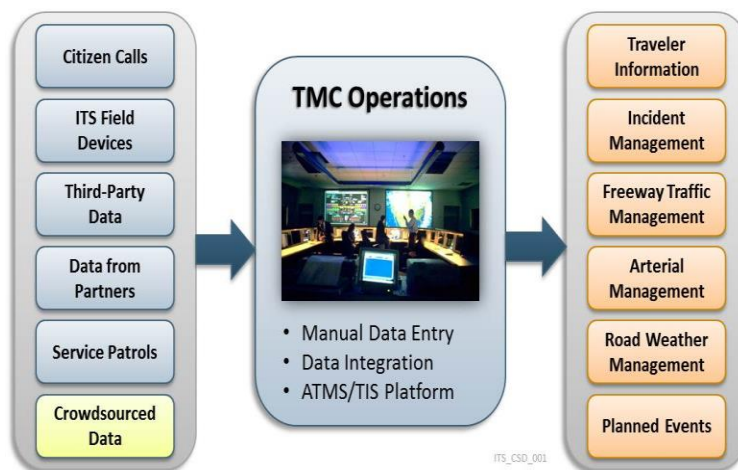 Citizen Calls
ITS Field
Devices
Third-Party
Data
Data from
Partners
Service Patrols
Crowdsourced
Data
TMC Operations
• Manual Data Entry
• Data Integration
• ATMS/TIS Platform
Traveler
Information
Incident
Management
Freeway Traffic
Management
Arterial
Management
Road Weather
Management
Planned Events
ITS_CSD_001